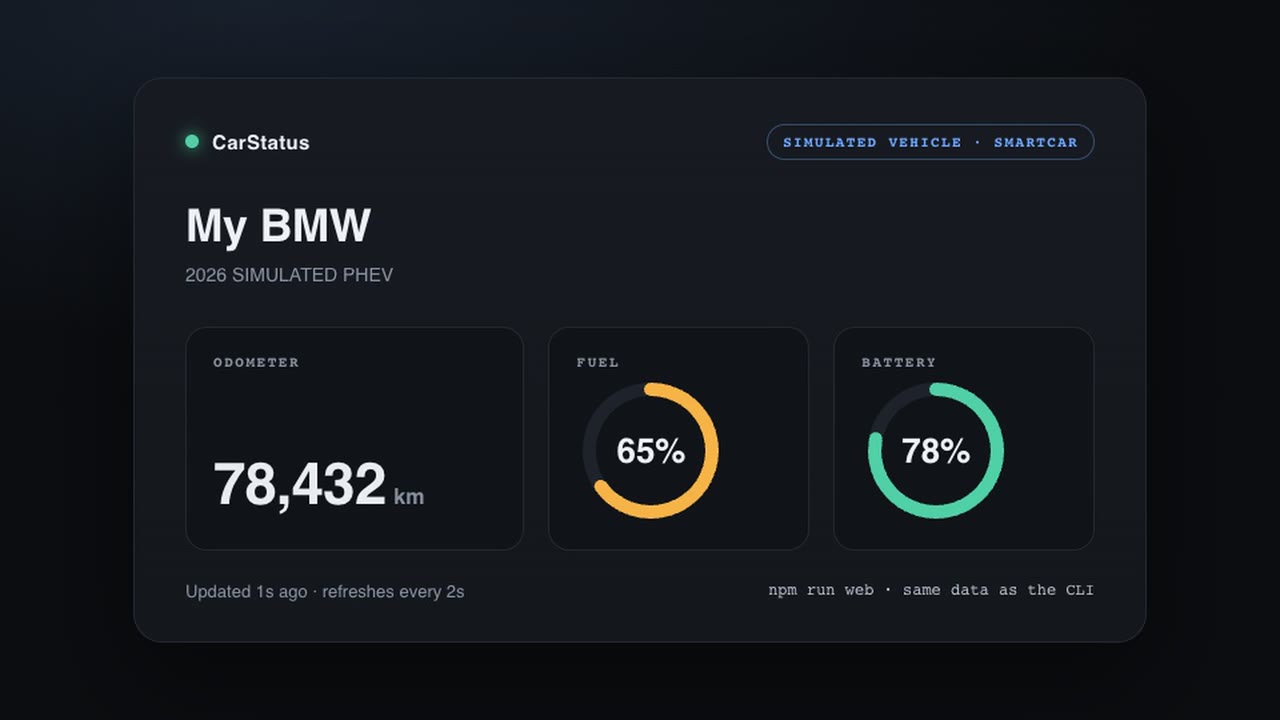 CarStatus
SIMULATED VEHICLE · SMARTCAR
My BMW
2026 SIMULATED PHEV
ODOMETER
78,432 km
FUEL
65%
BATTERY
78%
Updated 1s ago · refreshes every 2s
npm run web · same data as the CLI